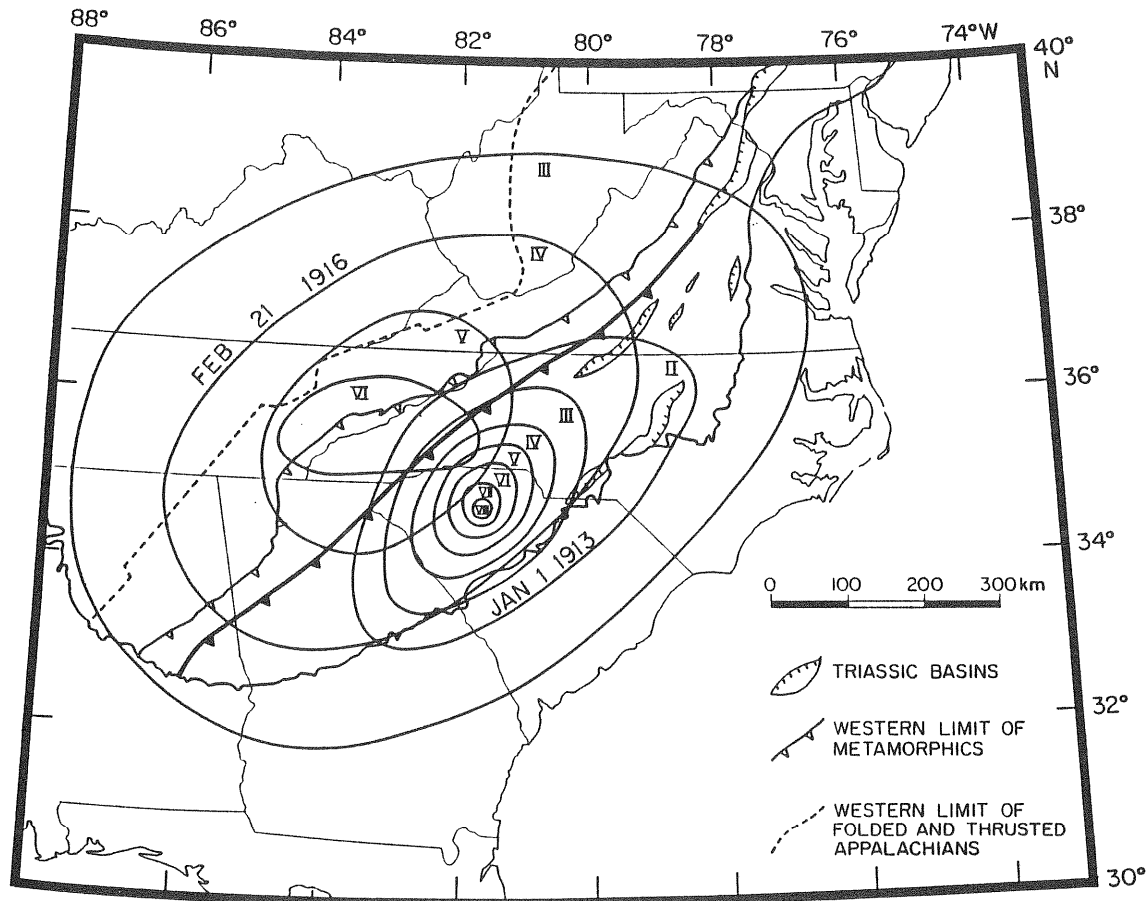 88°
86°
84°
82°
80°
78°
76°
74°W
40°
N
III
38°
IV
FEB 21 1916
V
II
VI
36°
III
IV
V
VI
VII
VIII
34°
JAN 1 1913
0 100 200 300 km
TRIASSIC BASINS
32°
WESTERN LIMIT OF
METAMORPHICS
WESTERN LIMIT OF
FOLDED AND THRUSTED
APPALACHIANS
30°